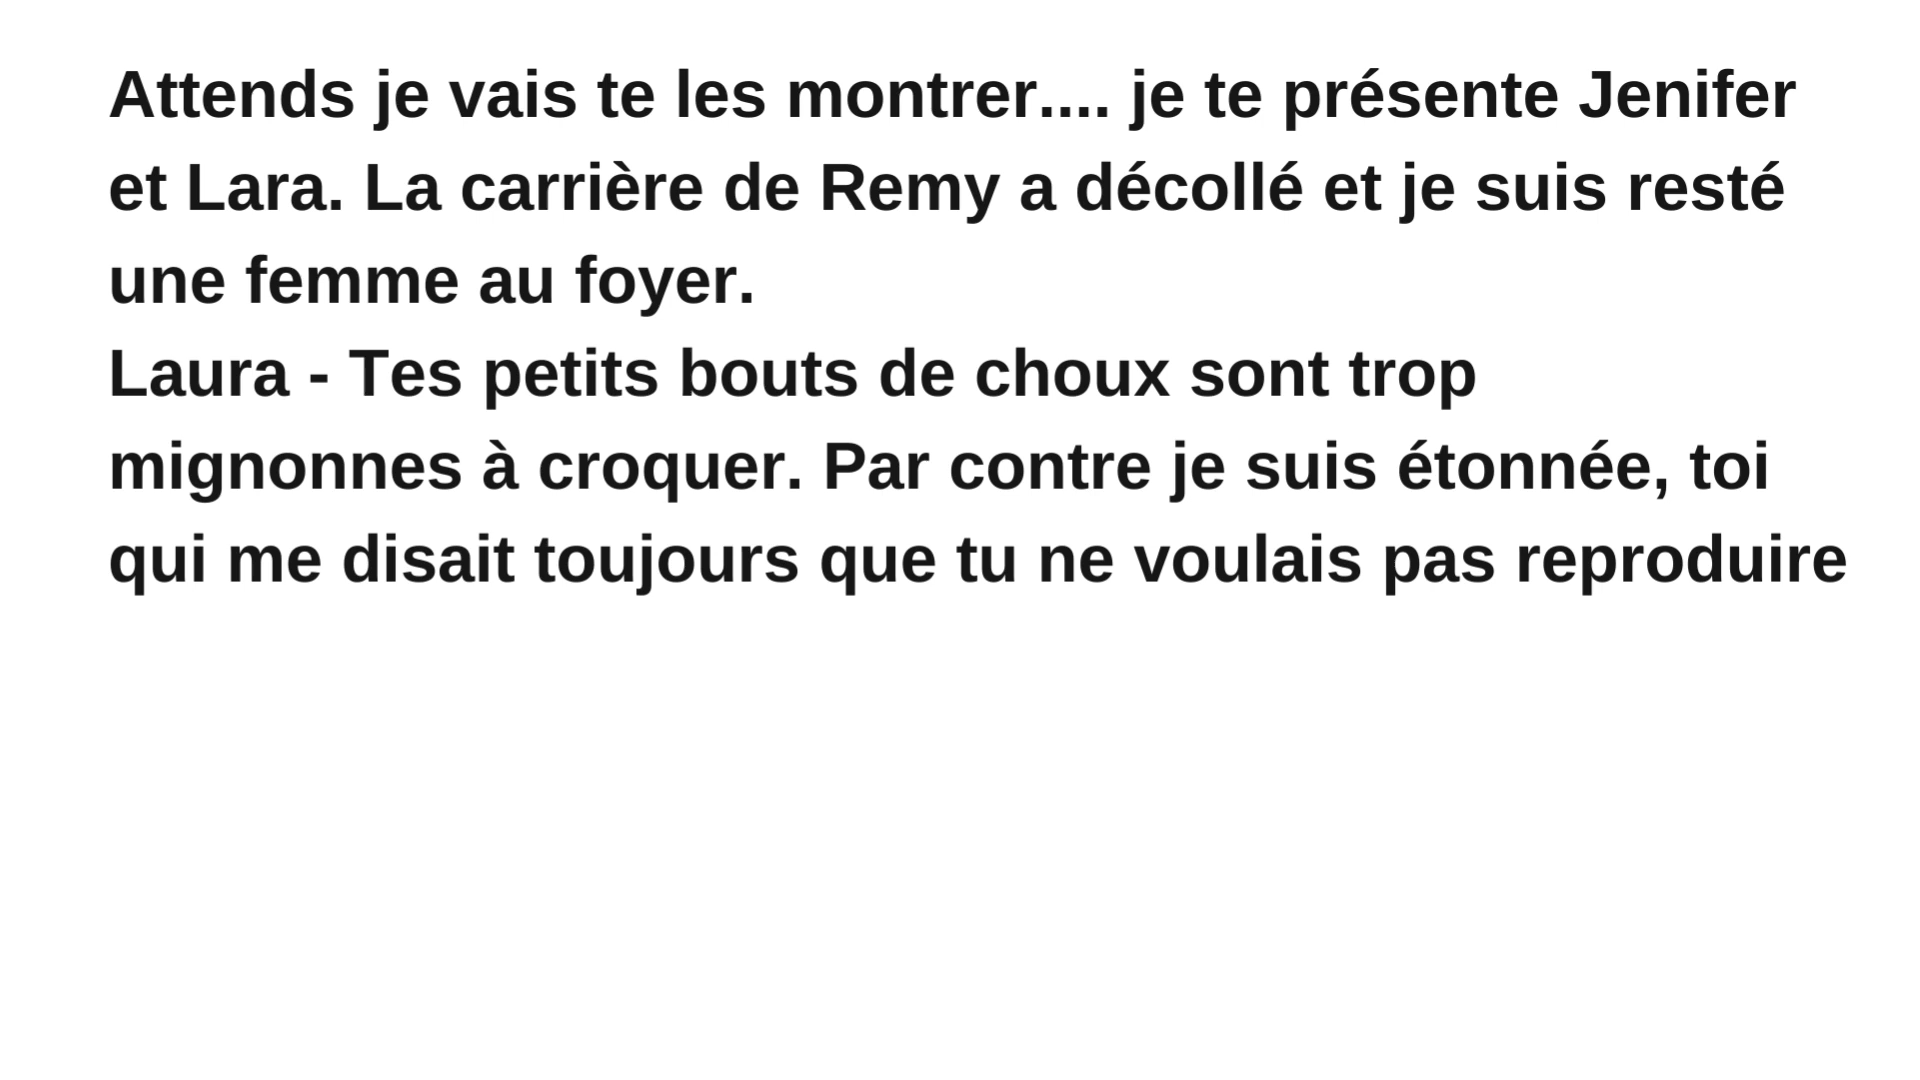 Attends je vais te les montrer.... je te présente Jenifer
et Lara. La carrière de Remy a décollé et je suis resté
une femme au foyer.
Laura - Tes petits bouts de choux sont trop
mignonnes à croquer. Par contre je suis étonnée, toi
qui me disait toujours que tu ne voulais pas reproduire